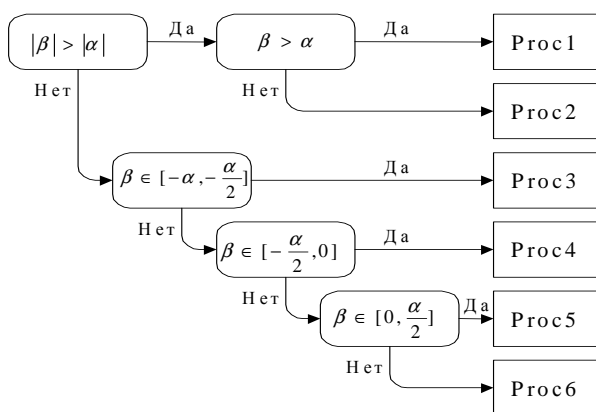 |β| > |α|
Да
β > α
Да
Proc1
Нет
Нет
Proc2
β ∈ [−α, −α/2]
Да
Proc3
Нет
β ∈ [−α/2, 0]
Да
Proc4
Нет
β ∈ [0, α/2]
Да
Proc5
Нет
Proc6